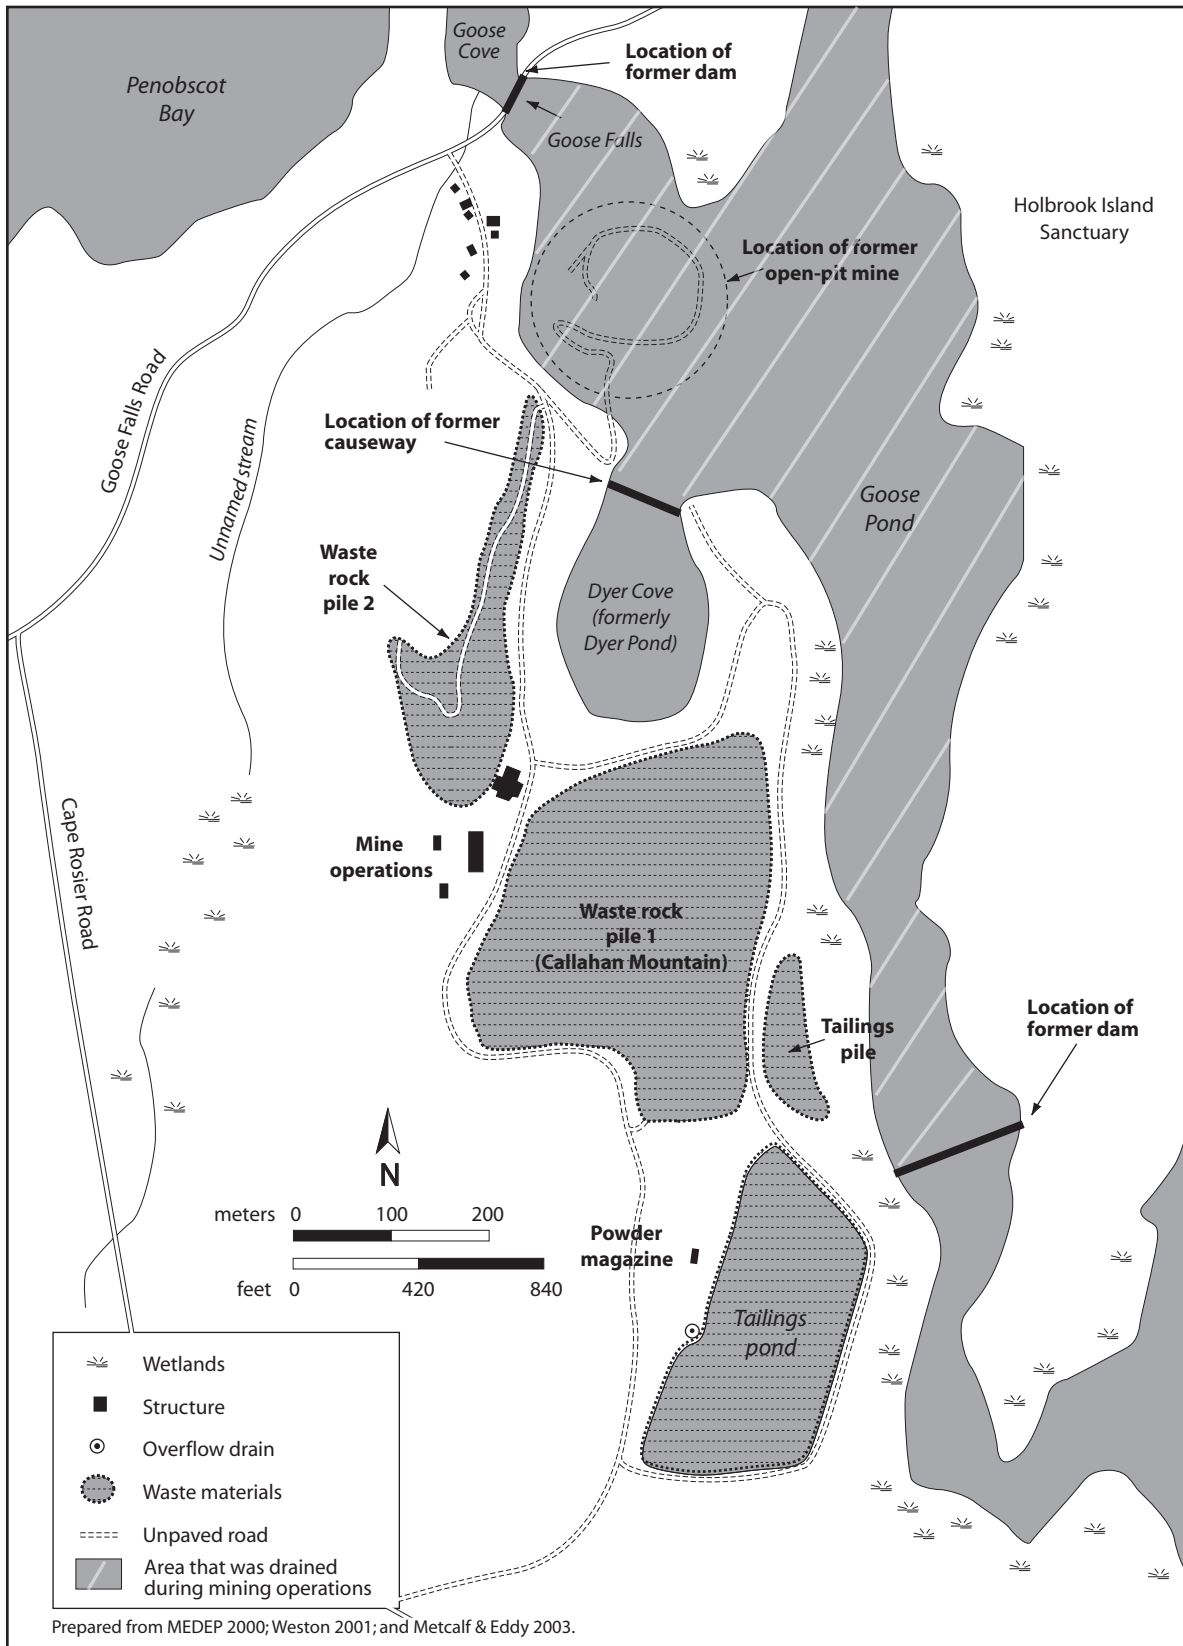 Goose
Cove
Location of
former dam
Penobscot
Bay
Goose Falls
Holbrook Island
Sanctuary
Location of former
open-pit mine
Goose Falls Road
Unnamed stream
Location of former
causeway
Goose
Pond
Waste
rock
pile 2
Dyer Cove
(formerly
Dyer Pond)
Cape Rosier Road
Mine
operations
Waste rock
pile 1
(Callahan Mountain)
Tailings
pile
Location of
former dam
N
meters 0 100 200
feet 0 420 840
Powder
magazine
Tailings
pond
Wetlands
Structure
Overflow drain
Waste materials
Unpaved road
Area that was drained
during mining operations
Prepared from MEDEP 2000; Weston 2001; and Metcalf & Eddy 2003.